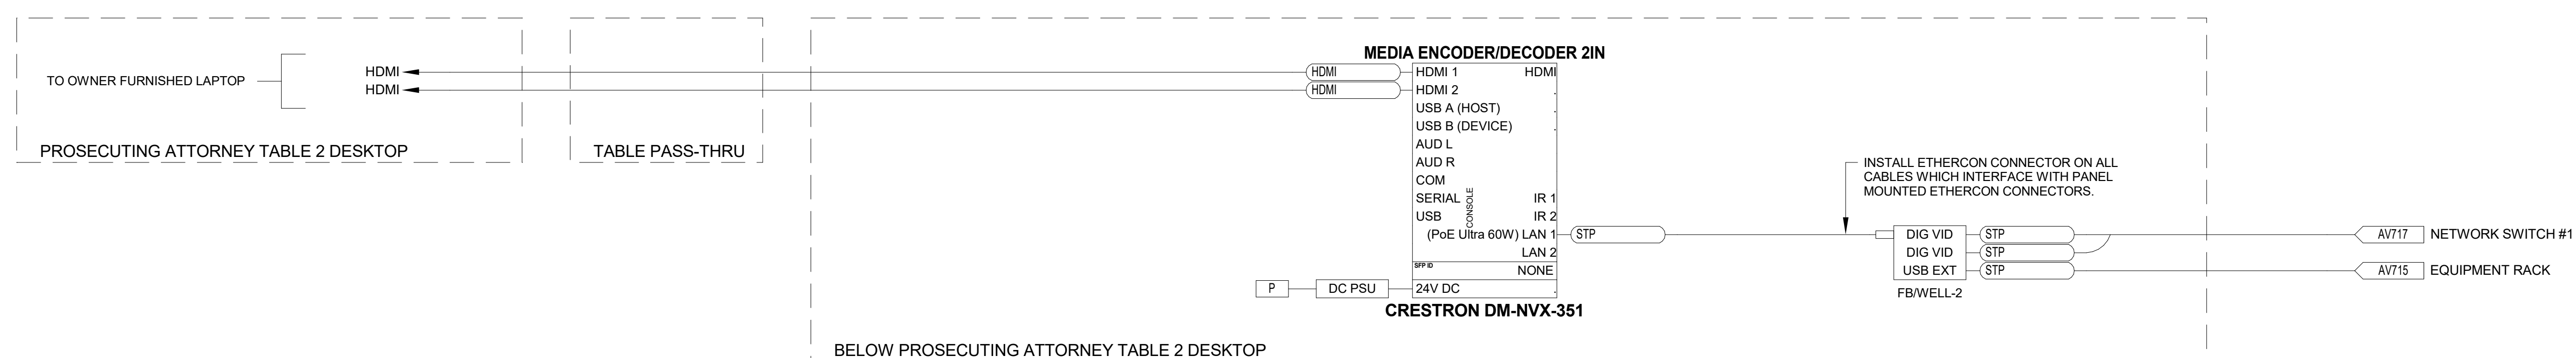 MEDIA ENCODER/DECODER 2IN
TO OWNER FURNISHED LAPTOP
HDMI
HDMI
PROSECUTING ATTORNEY TABLE 2 DESKTOP
TABLE PASS-THRU
HDMI
HDMI
HDMI 1 HDMI
HDMI 2 .
USB A (HOST) .
USB B (DEVICE) .
AUD L
AUD R
COM
SERIAL IR 1
USB IR 2
CONSOLE
(PoE Ultra 60W) LAN 1
LAN 2
SFP ID NONE
24V DC .
P
DC PSU
CRESTRON DM-NVX-351
STP
INSTALL ETHERCON CONNECTOR ON ALL
CABLES WHICH INTERFACE WITH PANEL
MOUNTED ETHERCON CONNECTORS.
DIG VID STP
DIG VID STP
USB EXT STP
FB/WELL-2
AV717 NETWORK SWITCH #1
AV715 EQUIPMENT RACK
BELOW PROSECUTING ATTORNEY TABLE 2 DESKTOP